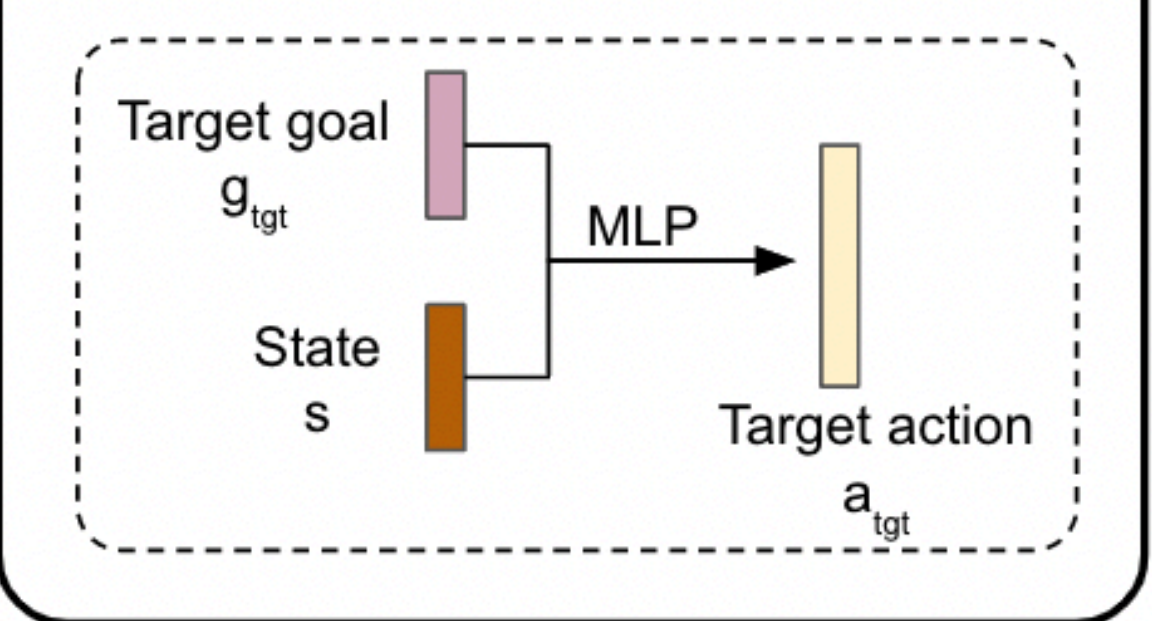 Target goal
g_tgt
MLP
State
s
Target action
a_tgt